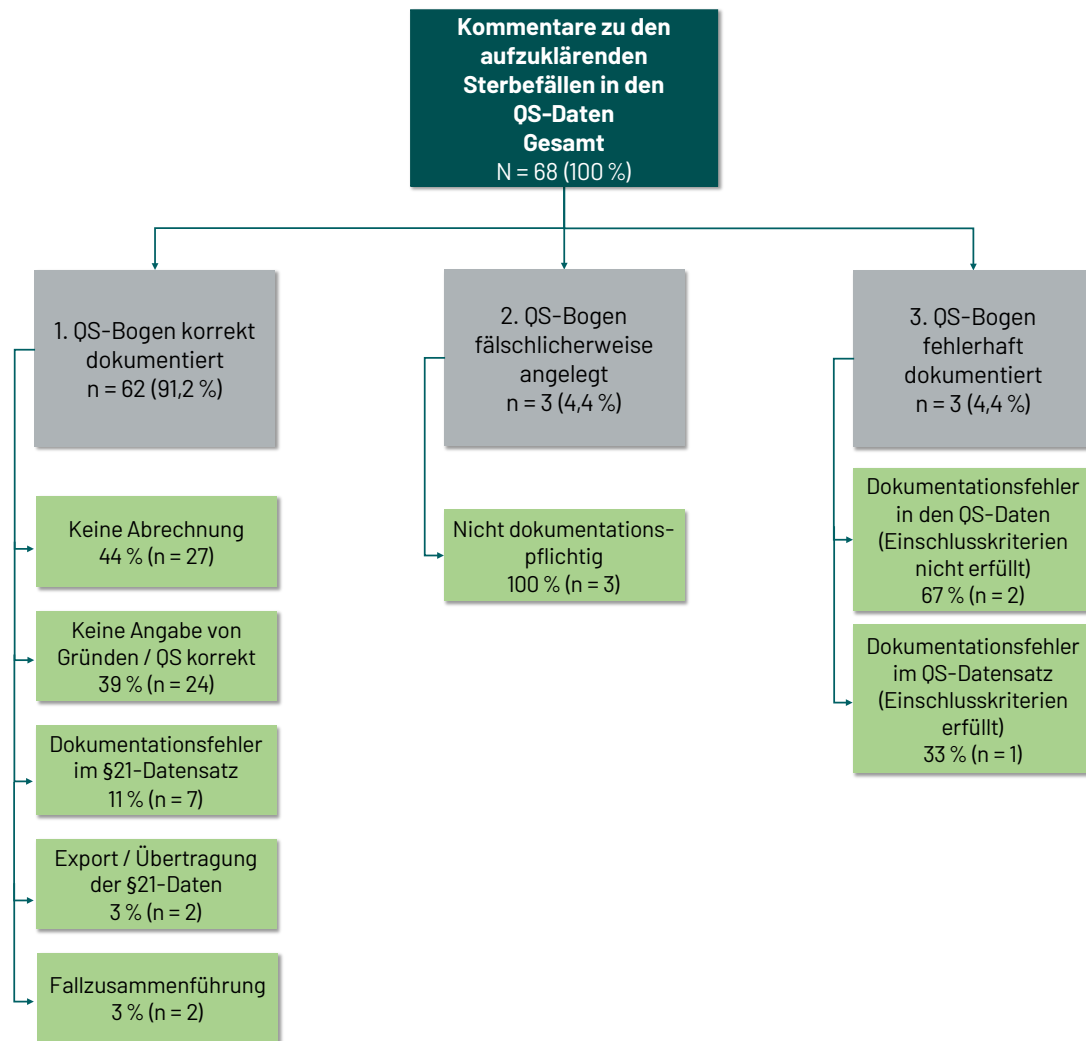 Kommentare zu den
aufzuklärenden
Sterbefällen in den
QS-Daten
Gesamt
N = 68 (100 %)
1. QS-Bogen korrekt
dokumentiert
n = 62 (91,2 %)
Keine Abrechnung
44 % (n = 27)
Keine Angabe von
Gründen / QS korrekt
39 % (n = 24)
Dokumentationsfehler
im §21-Datensatz
11 % (n = 7)
Export / Übertragung
der §21-Daten
3 % (n = 2)
Fallzusammenführung
3 % (n = 2)
2. QS-Bogen
fälschlicherweise
angelegt
n = 3 (4,4 %)
Nicht dokumentations-
pflichtig
100 % (n = 3)
3. QS-Bogen
fehlerhaft
dokumentiert
n = 3 (4,4 %)
Dokumentationsfehler
in den QS-Daten
(Einschlusskriterien
nicht erfüllt)
67 % (n = 2)
Dokumentationsfehler
im QS-Datensatz
(Einschlusskriterien
erfüllt)
33 % (n = 1)